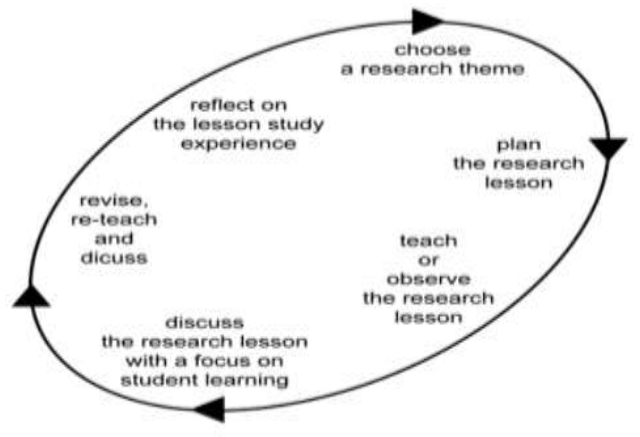 choose
a research theme
plan
the research
lesson
teach
or
observe
the research
lesson
discuss
the research lesson
with a focus on
student learning
revise,
re-teach
and
dicuss
reflect on
the lesson study
experience